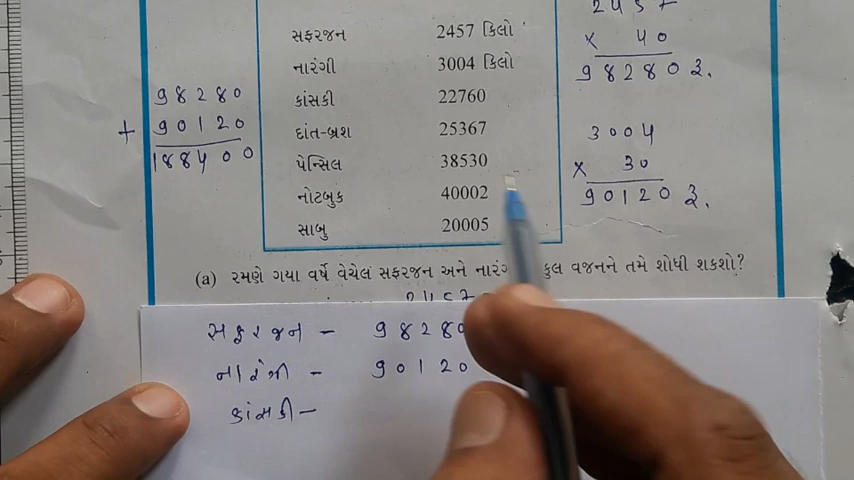 સફરજન 2457 કિલો
નારંગી 3004 કિલો
કાંસકી 22760
દાંત-બ્રશ 25367
પેન્સિલ 38530
નોટબુક 40002
સાબુ 20005
98280
+ 90120
188400
2457
× 40
98280 રૂ.
3004
× 30
90120 રૂ.
(a) રમણે ગયા વર્ષે વેચેલ સફરજન અને કુલ વજનને તમે શોધી શકશો?
સફરજન - 98280
નારંગી - 90120
કાંસકી -